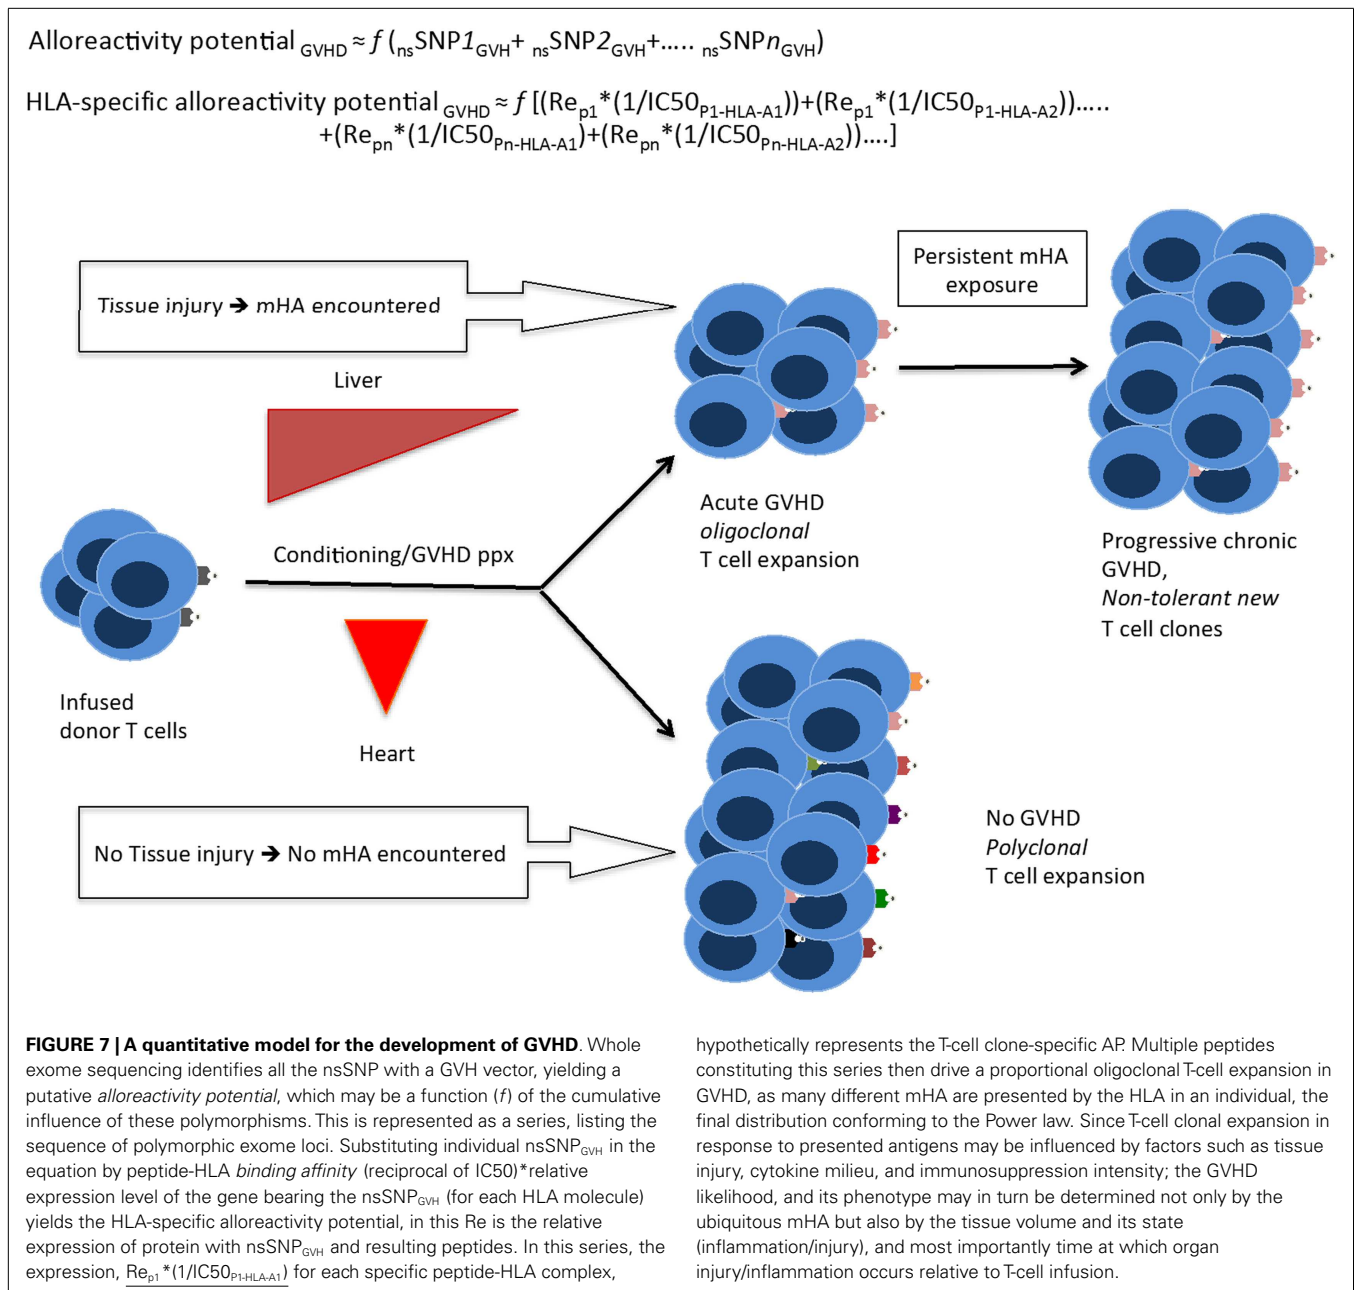 Alloreactivity potential GVHD ≈ f (nsSNP1GVH+ nsSNP2GVH+..... nsSNPnGVH)
HLA-specific alloreactivity potential GVHD ≈ f [(Rep1*(1/IC50P1-HLA-A1))+(Rep1*(1/IC50P1-HLA-A2))…..
+(Repn*(1/IC50Pn-HLA-A1)+(Repn*(1/IC50Pn-HLA-A2))….]
Persistent mHA
exposure
Tissue injury ➔ mHA encountered
Liver
Acute GVHD
oligoclonal
T cell expansion
Progressive chronic
GVHD,
Non-tolerant new
T cell clones
Conditioning/GVHD ppx
Infused
donor T cells
Heart
No Tissue injury ➔ No mHA encountered
No GVHD
Polyclonal
T cell expansion
FIGURE 7 | A quantitative model for the development of GVHD. Whole
exome sequencing identifies all the nsSNP with a GVH vector, yielding a
putative alloreactivity potential, which may be a function (f) of the cumulative
influence of these polymorphisms. This is represented as a series, listing the
sequence of polymorphic exome loci. Substituting individual nsSNPGVH in the
equation by peptide-HLA binding affinity (reciprocal of IC50)*relative
expression level of the gene bearing the nsSNPGVH (for each HLA molecule)
yields the HLA-specific alloreactivity potential, in this Re is the relative
expression of protein with nsSNPGVH and resulting peptides. In this series, the
expression, Rep1*(1/IC50P1-HLA-A1) for each specific peptide-HLA complex,
hypothetically represents the T-cell clone-specific AP. Multiple peptides
constituting this series then drive a proportional oligoclonal T-cell expansion in
GVHD, as many different mHA are presented by the HLA in an individual, the
final distribution conforming to the Power law. Since T-cell clonal expansion in
response to presented antigens may be influenced by factors such as tissue
injury, cytokine milieu, and immunosuppression intensity; the GVHD
likelihood, and its phenotype may in turn be determined not only by the
ubiquitous mHA but also by the tissue volume and its state
(inflammation/injury), and most importantly time at which organ
injury/inflammation occurs relative to T-cell infusion.